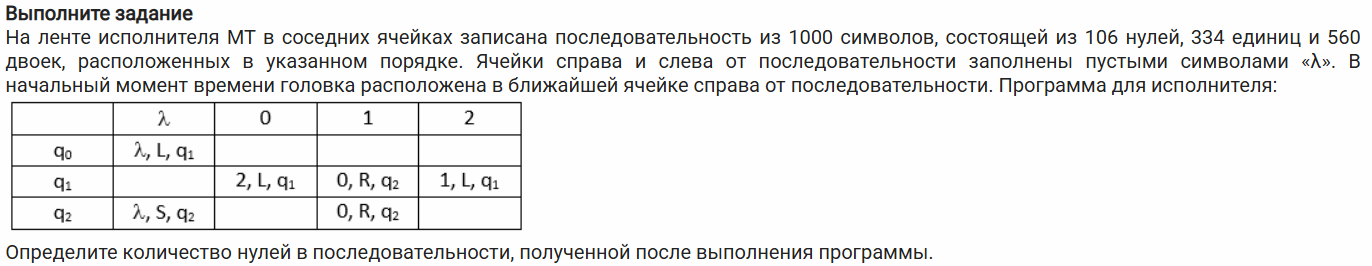 Выполните задание
На ленте исполнителя МТ в соседних ячейках записана последовательность из 1000 символов, состоящей из 106 нулей, 334 единиц и 560
двоек, расположенных в указанном порядке. Ячейки справа и слева от последовательности заполнены пустыми символами «λ». В
начальный момент времени головка расположена в ближайшей ячейке справа от последовательности. Программа для исполнителя:
λ 0 1 2
q₀ λ, L, q₁
q₁ 2, L, q₁ 0, R, q₂ 1, L, q₁
q₂ λ, S, q₂ 0, R, q₂
Определите количество нулей в последовательности, полученной после выполнения программы.